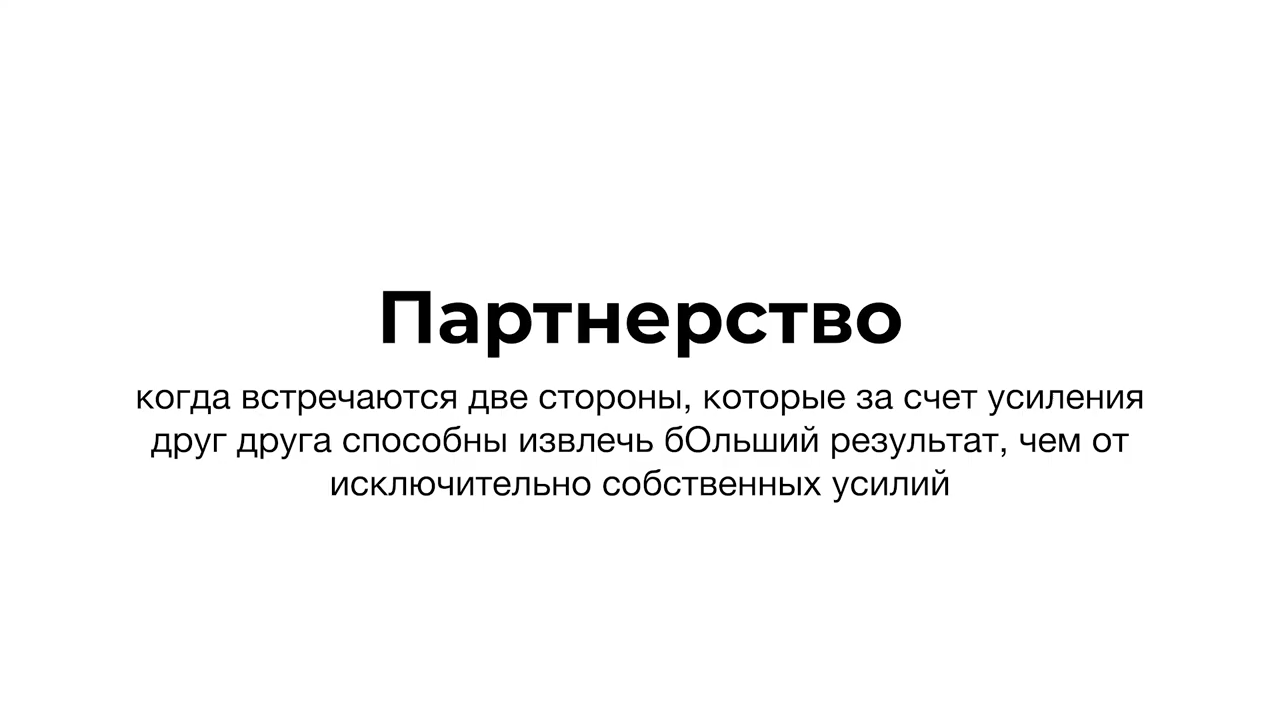 Партнерство
когда встречаются две стороны, которые за счет усиления
друг друга способны извлечь бОльший результат, чем от
исключительно собственных усилий